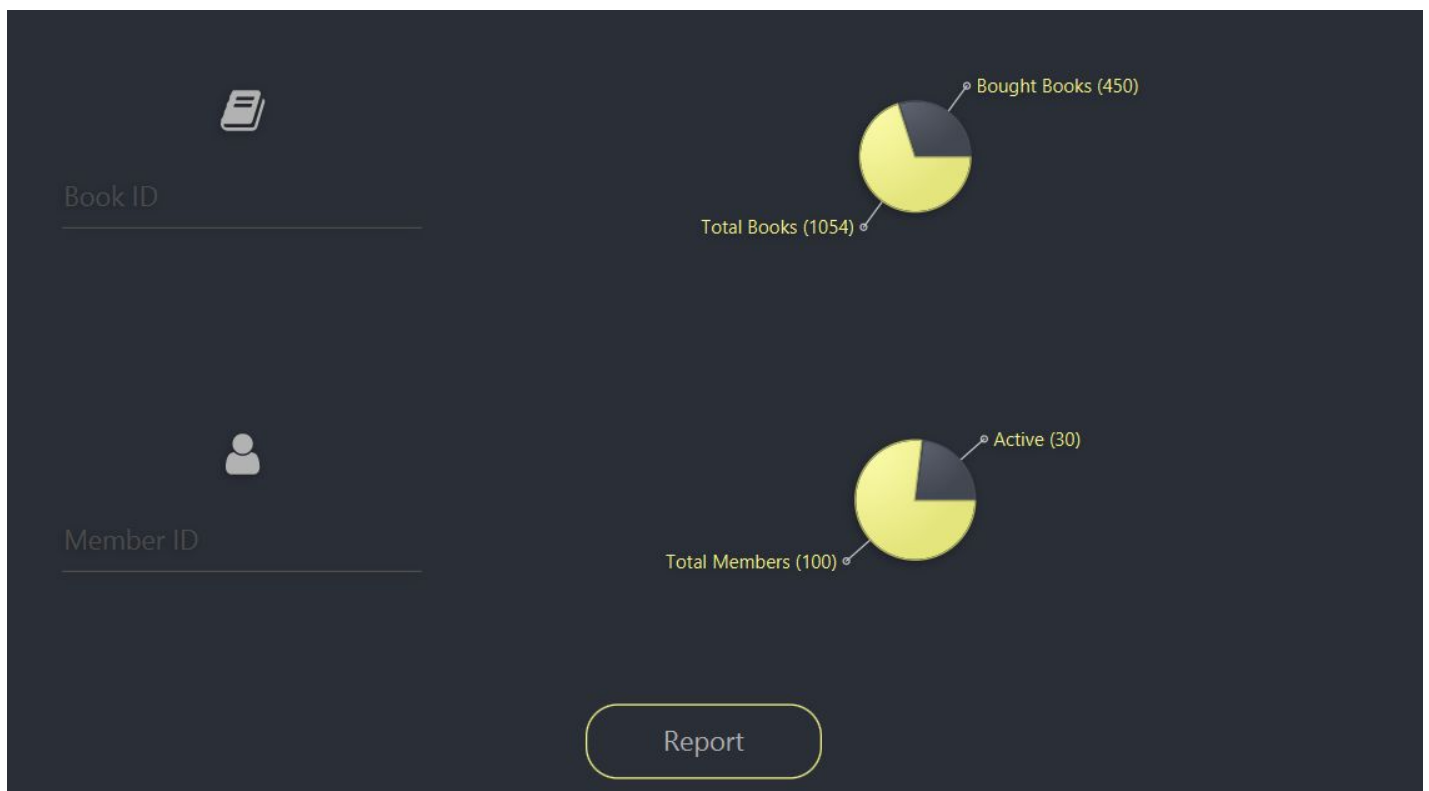 Bought Books (450)
Book ID
Total Books (1054)
Active (30)
Member ID
Total Members (100)
Report